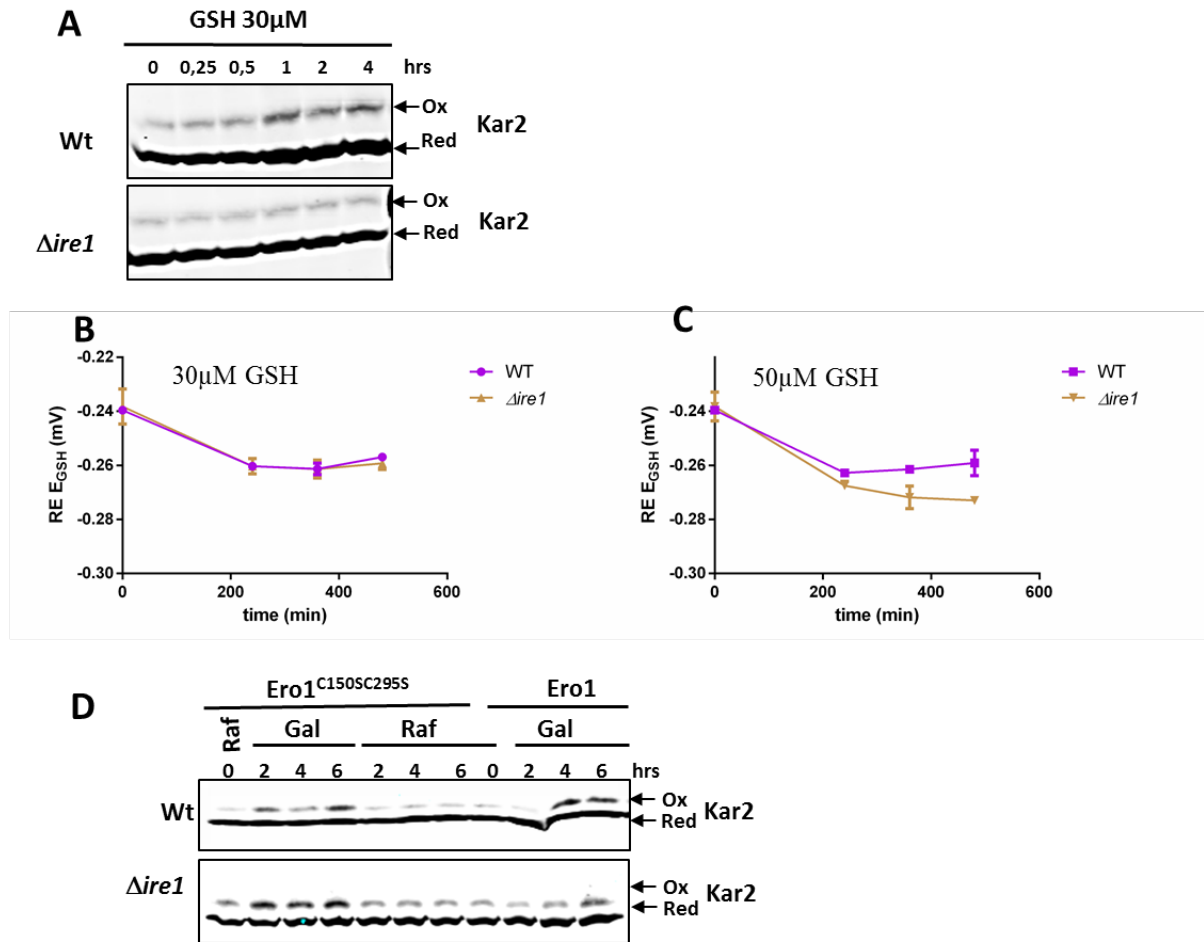 A
GSH 30µM
0 0,25 0,5 1 2 4 hrs
Wt
Ox
Red
Kar2
Δire1
Ox
Red
Kar2
B
30µM GSH
WT
Δire1
-0.22
-0.24
-0.26
-0.28
-0.30
RE EGSH (mV)
0 200 400 600
time (min)
C
50µM GSH
WT
Δire1
-0.24
-0.26
-0.28
-0.30
RE EGSH (mV)
0 200 400 600
time (min)
D
Ero1C150SC295S Ero1
Raf Gal Raf Gal
0 2 4 6 2 4 6 0 2 4 6 hrs
Wt
Ox
Red
Kar2
Δire1
Ox
Red
Kar2